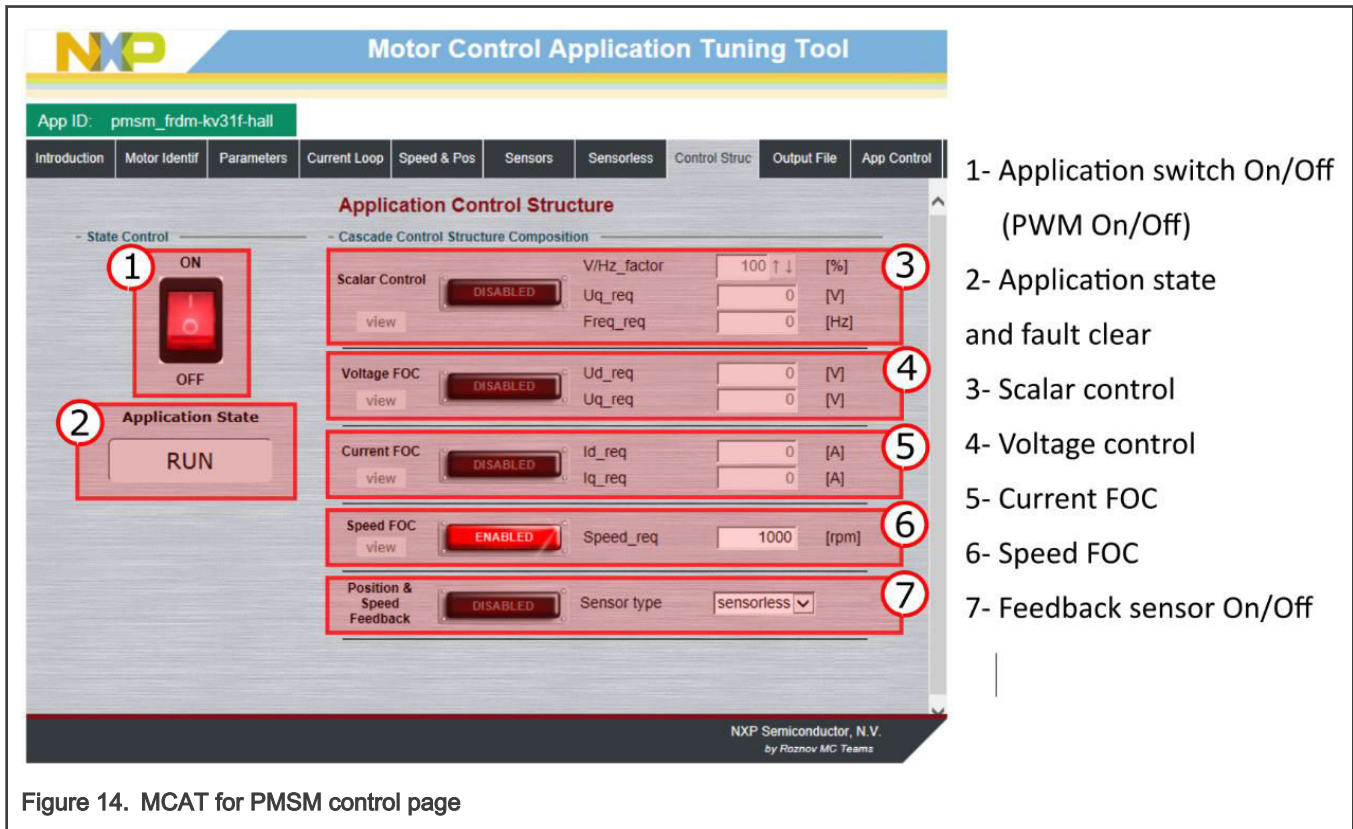 NXP
Motor Control Application Tuning Tool
App ID: pmsm_frdm-kv31f-hall
Introduction Motor Identif Parameters Current Loop Speed & Pos Sensors Sensorless Control Struc Output File App Control
Application Control Structure
- State Control
1
ON
I
O
OFF
2
Application State
RUN
- Cascade Control Structure Composition
Scalar Control
view
DISABLED
V/Hz_factor 100 ↑↓ [%]
Uq_req 0 [V]
Freq_req 0 [Hz]
3
Voltage FOC
view
DISABLED
Ud_req 0 [V]
Uq_req 0 [V]
4
Current FOC
view
DISABLED
Id_req 0 [A]
Iq_req 0 [A]
5
Speed FOC
view
ENABLED
Speed_req 1000 [rpm]
6
Position &
Speed
Feedback
DISABLED
Sensor type sensorless
7
NXP Semiconductor, N.V.
by Roznov MC Teams
1- Application switch On/Off
(PWM On/Off)
2- Application state
and fault clear
3- Scalar control
4- Voltage control
5- Current FOC
6- Speed FOC
7- Feedback sensor On/Off
Figure 14. MCAT for PMSM control page